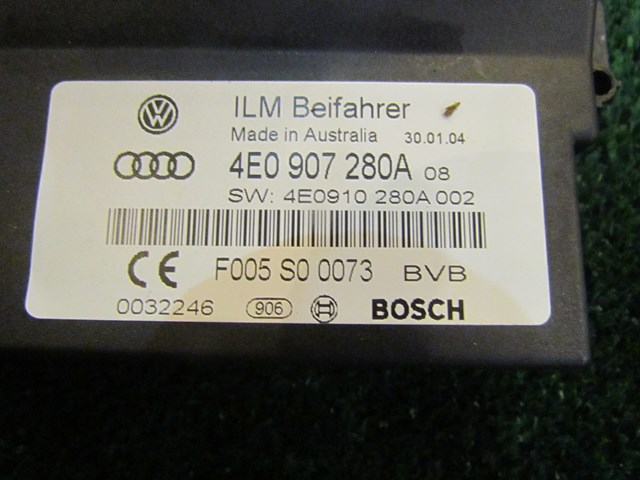 ILM Beifahrer
Made in Australia 30.01.04
4E0 907 280A 08
SW: 4E0910 280A 002
CE F005 S0 0073 BVB
0032246 906 BOSCH